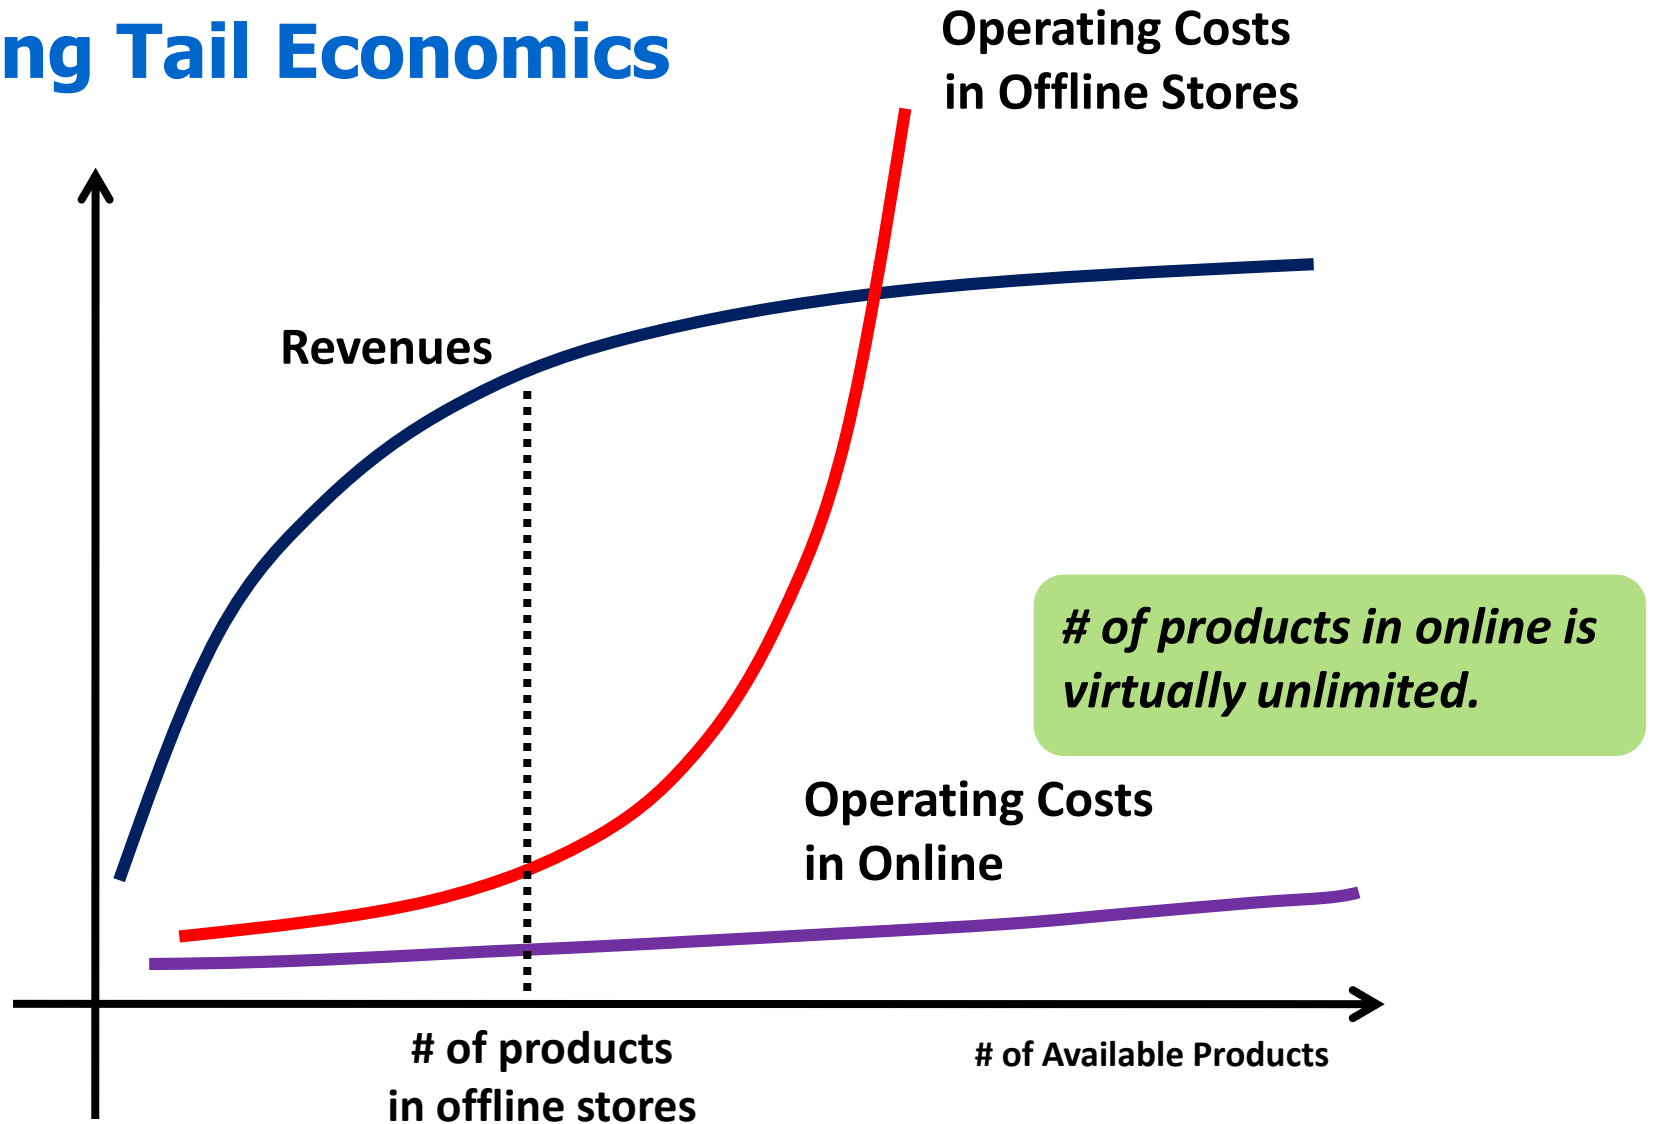 ng Tail Economics
Operating Costs
in Offline Stores
Revenues
# of products in online is
virtually unlimited.
Operating Costs
in Online
# of products
in offline stores
# of Available Products